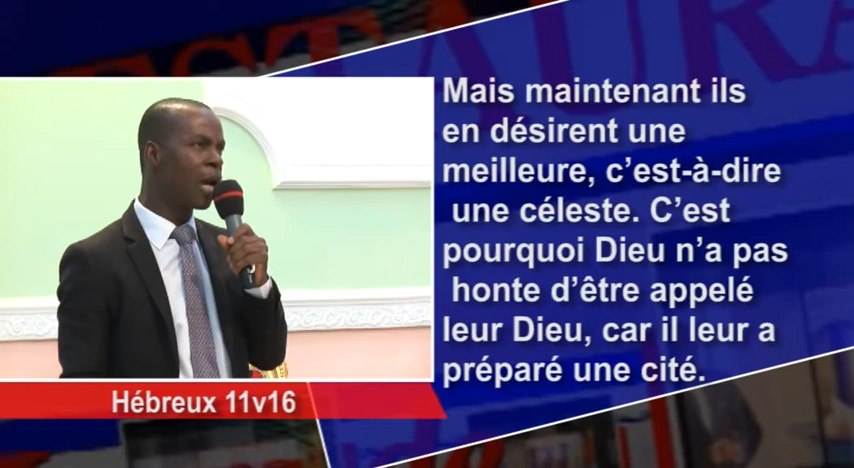 Mais maintenant ils
en désirent une
meilleure, c'est-à-dire
une céleste. C'est
pourquoi Dieu n'a pas
honte d'être appelé
leur Dieu, car il leur a
préparé une cité.
Hébreux 11v16